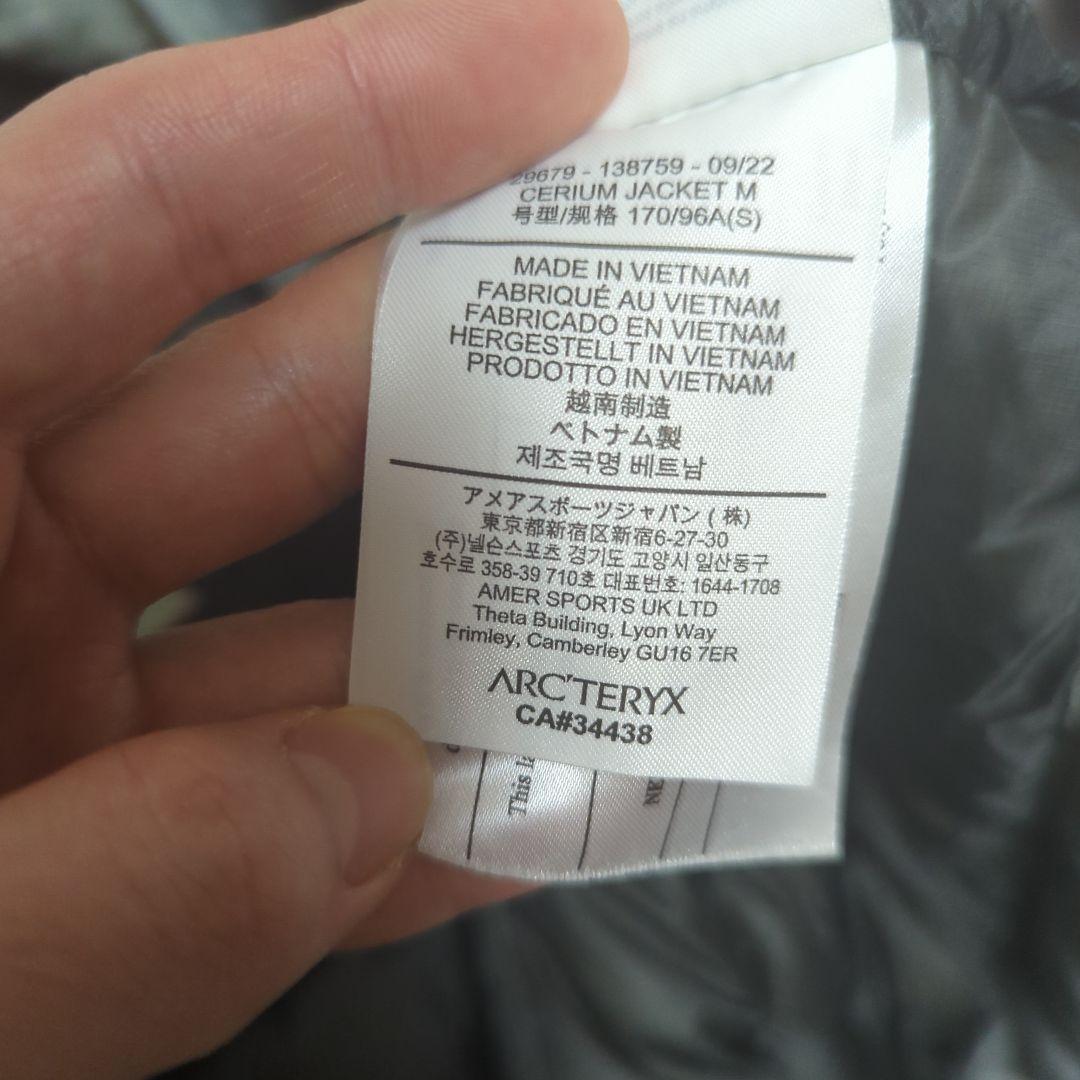 29679 - 138759 - 09/22
CERIUM JACKET M
号型/规格 170/96A(S)
MADE IN VIETNAM
FABRIQUÉ AU VIETNAM
FABRICADO EN VIETNAM
HERGESTELLT IN VIETNAM
PRODOTTO IN VIETNAM
越南制造
ベトナム製
제조국명 베트남
アメアスポーツジャパン (株)
東京都新宿区新宿6-27-30
(주)넬슨스포츠 경기도 고양시 일산동구
호수로 358-39 710호 대표번호: 1644-1708
AMER SPORTS UK LTD
Theta Building, Lyon Way
Frimley, Camberley GU16 7ER
ARC'TERYX
CA#34438
This